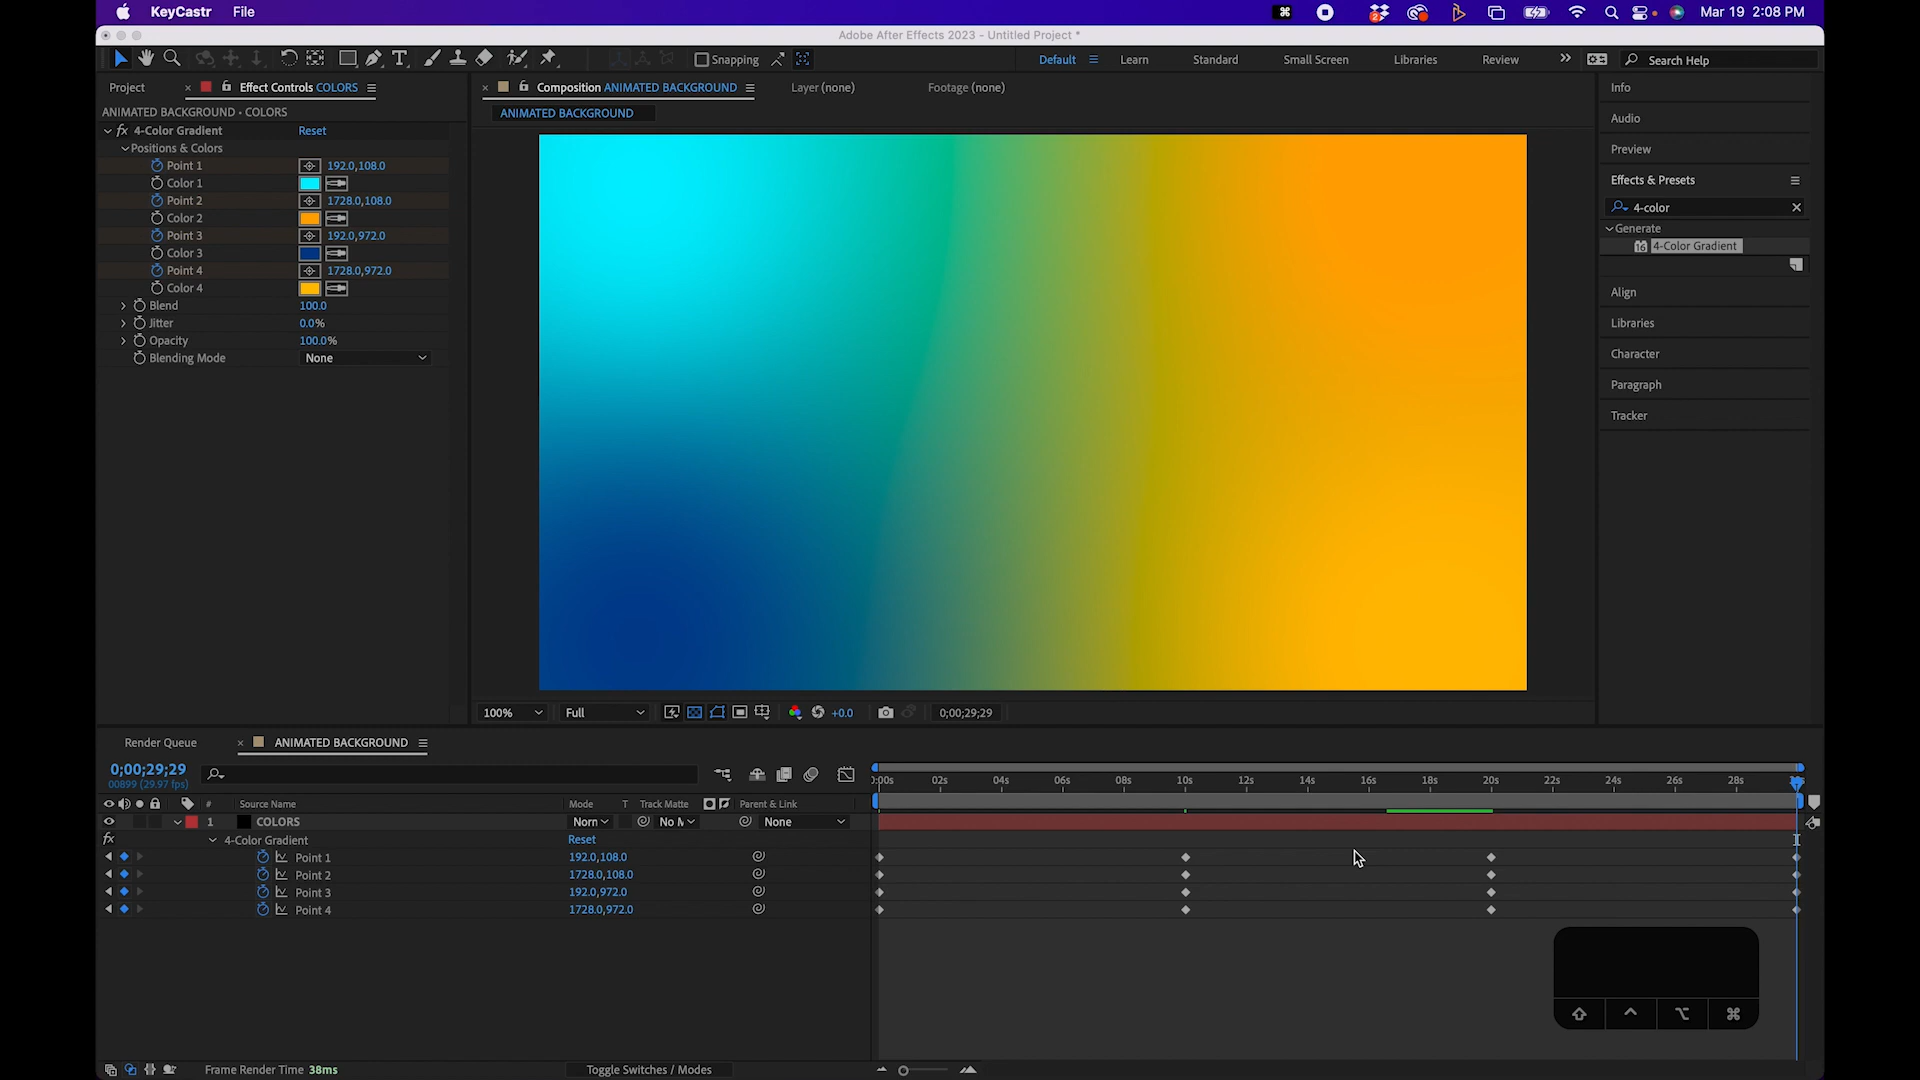 KeyCastr File
Mar 19 2:08 PM
Adobe After Effects 2023 - Untitled Project *
Snapping
Default Learn Standard Small Screen Libraries Review
Search Help
Project
Effect Controls COLORS
Composition ANIMATED BACKGROUND
Layer (none)
Footage (none)
ANIMATED BACKGROUND • COLORS
ANIMATED BACKGROUND
fx 4-Color Gradient Reset
Positions & Colors
Point 1 192.0,108.0
Color 1
Point 2 1728.0,108.0
Color 2
Point 3 192.0,972.0
Color 3
Point 4 1728.0,972.0
Color 4
Blend 100.0
Jitter 0.0%
Opacity 100.0%
Blending Mode None
Info
Audio
Preview
Effects & Presets
4-color
Generate
4-Color Gradient
Align
Libraries
Character
Paragraph
Tracker
100% Full +0.0 0;00;29;29
Render Queue
ANIMATED BACKGROUND
0;00;29;29
00899 (29.97 fps)
:00s 02s 04s 06s 08s 10s 12s 14s 16s 18s 20s 22s 24s 26s 28s
# Source Name Mode T Track Matte Parent & Link
1 COLORS Norn No M None
fx 4-Color Gradient Reset
Point 1 192.0,108.0
Point 2 1728.0,108.0
Point 3 192.0,972.0
Point 4 1728.0,972.0
Frame Render Time 38ms
Toggle Switches / Modes